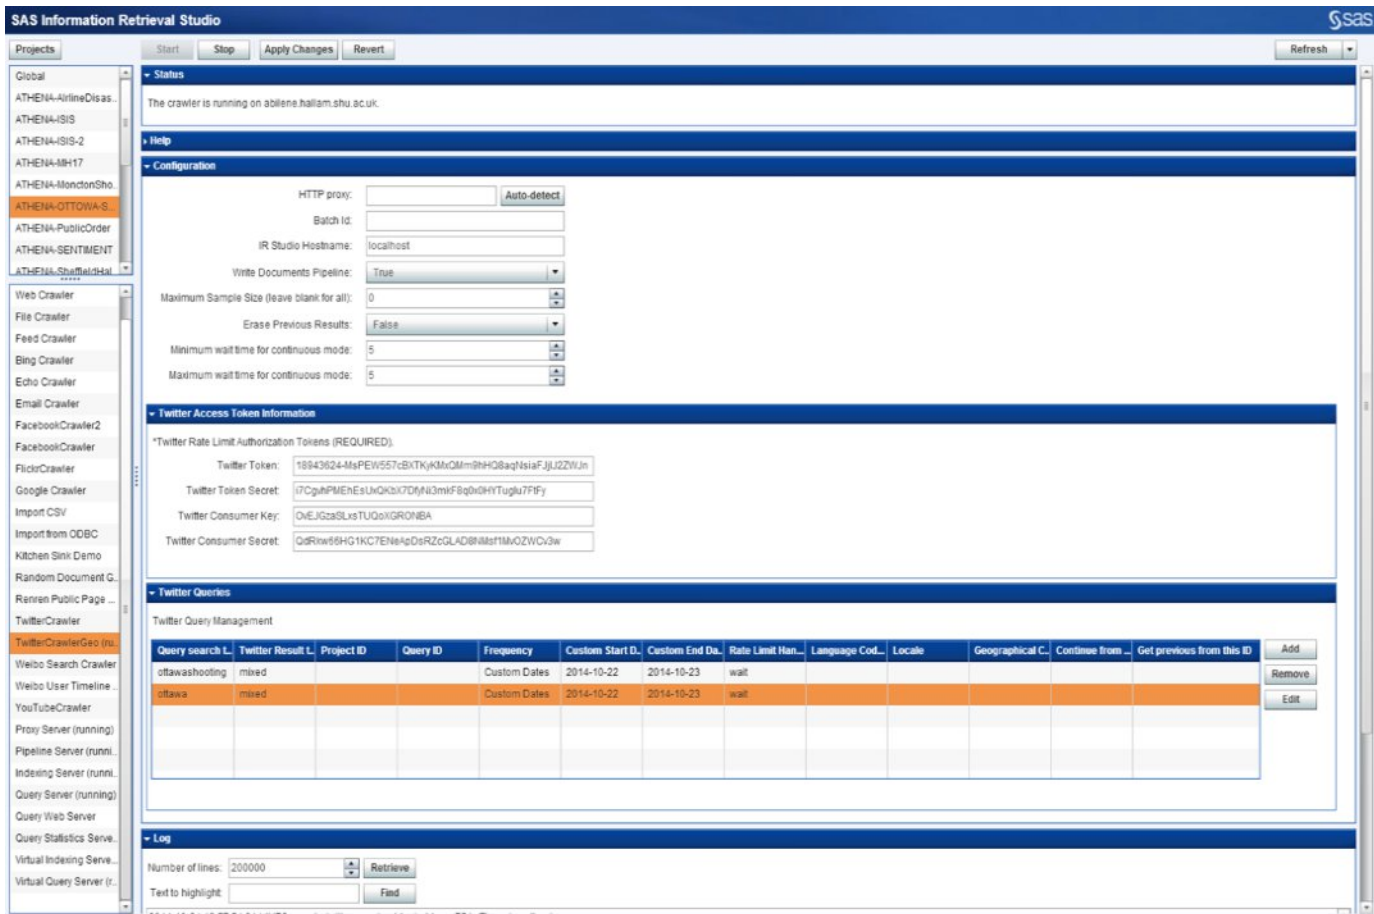 SAS Information Retrieval Studio
sas
Projects
Start Stop Apply Changes Revert
Refresh
Global
ATHENA-AirlineDisas..
ATHENA-ISIS
ATHENA-ISIS-2
ATHENA-MH17
ATHENA-MonctonSho..
ATHENA-OTTOWA-S...
ATHENA-PublicOrder
ATHENA-SENTIMENT
ATHENA-SheffieldHal..
Web Crawler
File Crawler
Feed Crawler
Bing Crawler
Echo Crawler
Email Crawler
FacebookCrawler2
FacebookCrawler
FlickrCrawler
Google Crawler
Import CSV
Import from ODBC
Kitchen Sink Demo
Random Document G..
Renren Public Page ...
TwitterCrawler
TwitterCrawlerGeo (ru..
Weibo Search Crawler
Weibo User Timeline ..
YouTubeCrawler
Proxy Server (running)
Pipeline Server (runni..
Indexing Server (runni..
Query Server (running)
Query Web Server
Query Statistics Serve..
Virtual Indexing Serve...
Virtual Query Server (r..
Status
The crawler is running on abilene.hallam.shu.ac.uk.
Help
Configuration
HTTP proxy: Auto-detect
Batch Id:
IR Studio Hostname: localhost
Write Documents Pipeline: True
Maximum Sample Size (leave blank for all): 0
Erase Previous Results: False
Minimum wait time for continuous mode: 5
Maximum wait time for continuous mode: 5
Twitter Access Token Information
*Twitter Rate Limit Authorization Tokens (REQUIRED).
Twitter Token:
Twitter Token Secret:
Twitter Consumer Key:
Twitter Consumer Secret:
Twitter Queries
Twitter Query Management
Query search t.. Twitter Result t.. Project ID Query ID Frequency Custom Start D.. Custom End Da.. Rate Limit Han... Language Cod... Locale Geographical C.. Continue from ... Get previous from this ID
ottawashooting mixed Custom Dates 2014-10-22 2014-10-23 wait
ottawa mixed Custom Dates 2014-10-22 2014-10-23 wait
Add
Remove
Edit
Log
Number of lines: 200000 Retrieve
Text to highlight: Find